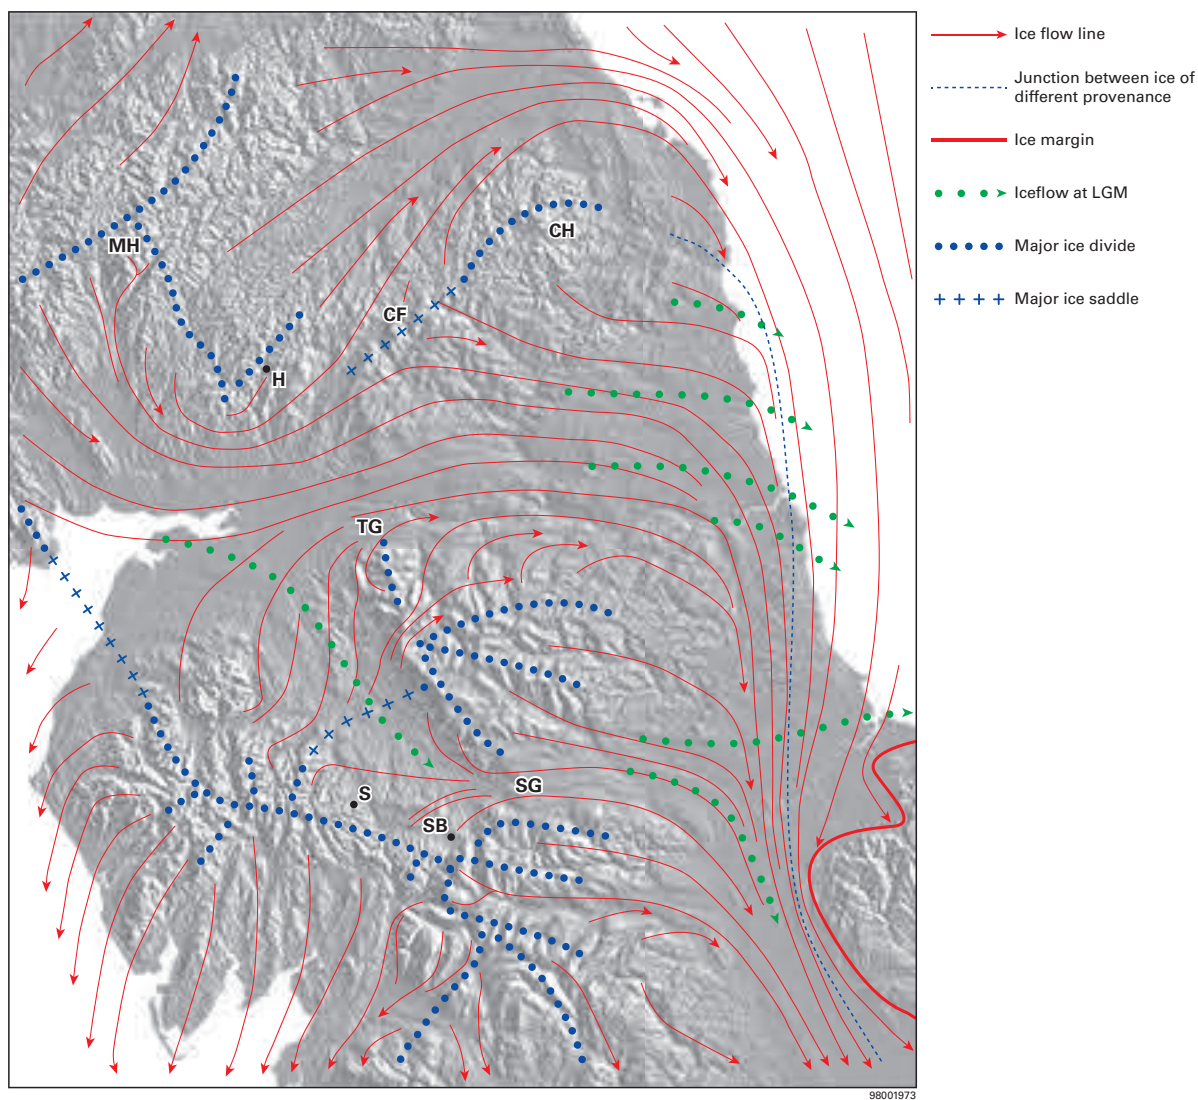 Ice flow line
Junction between ice of
different provenance
Ice margin
Iceflow at LGM
Major ice divide
Major ice saddle
CH
MH
CF
H
TG
SG
S
SB
98001973